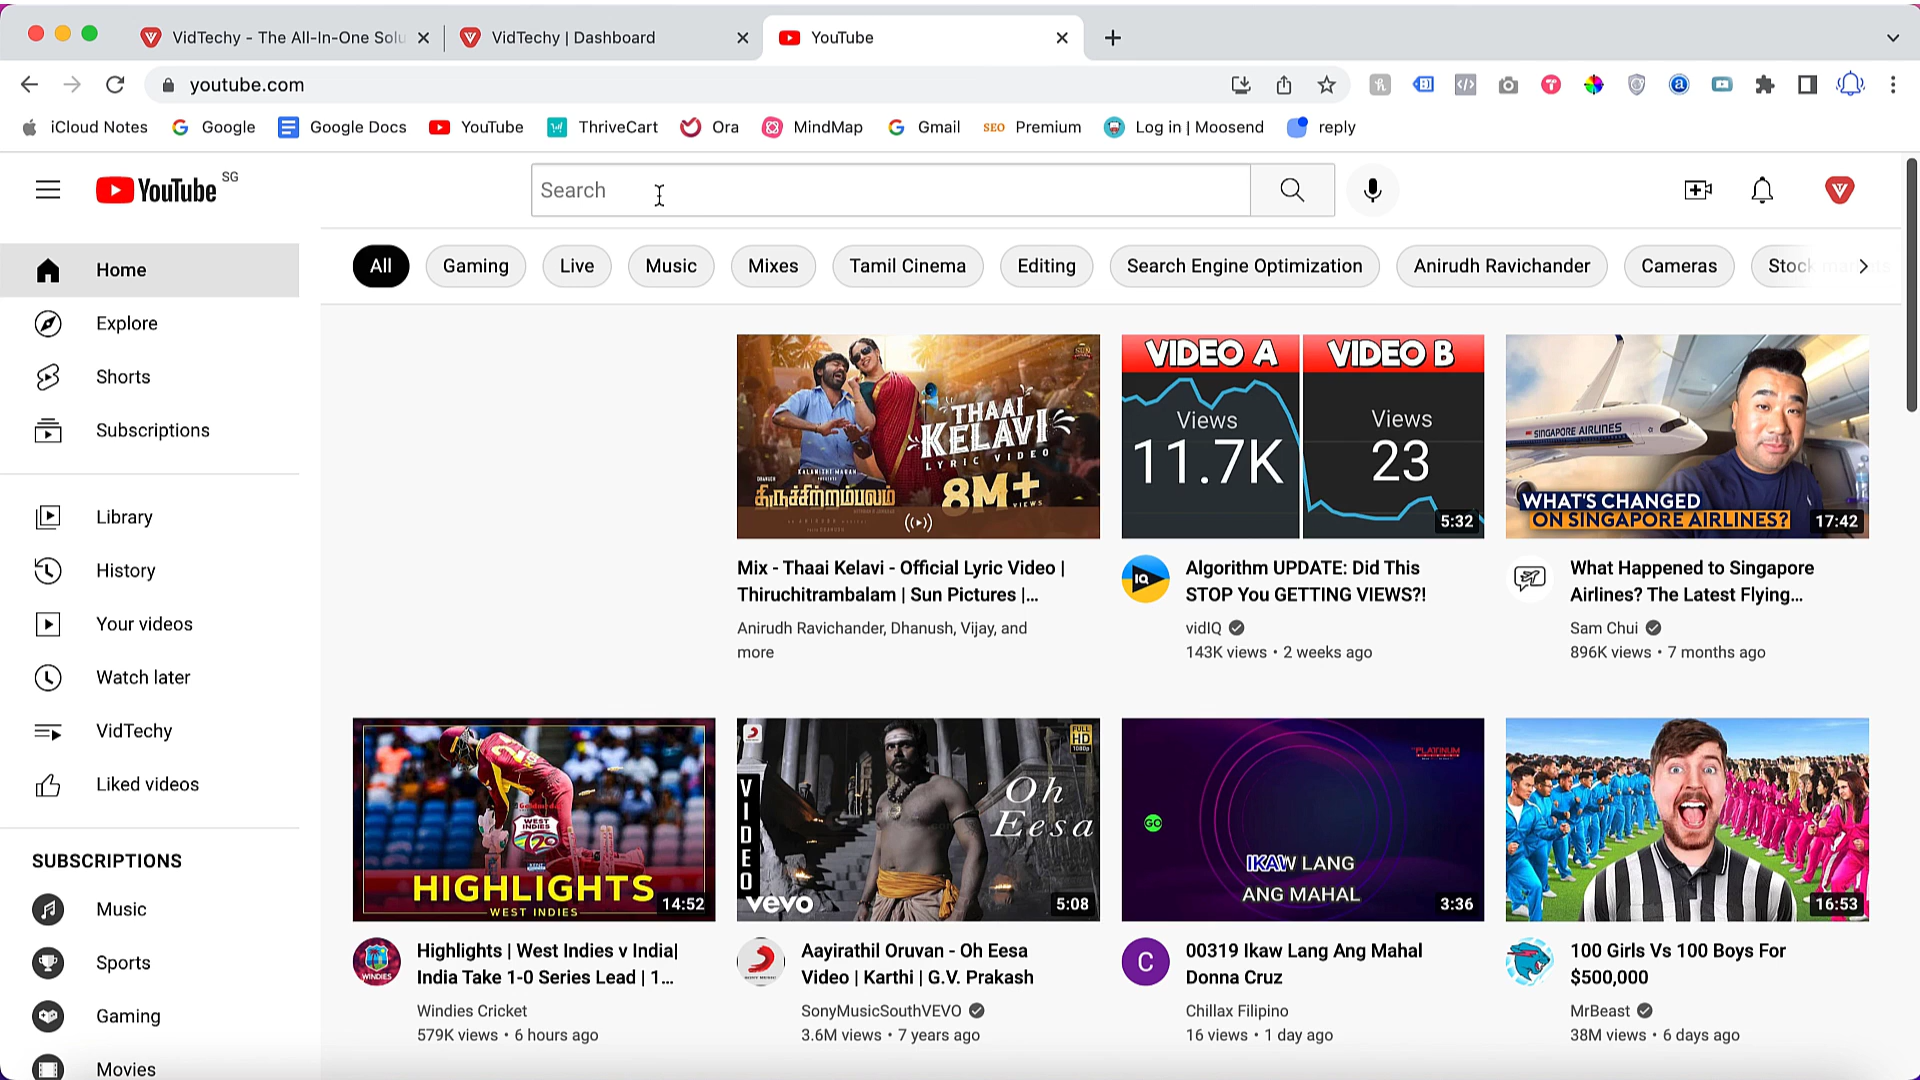 VidTechy - The All-In-One Solu
VidTechy | Dashboard
YouTube
youtube.com
iCloud Notes
Google
Google Docs
YouTube
ThriveCart
Ora
MindMap
Gmail
SEO Premium
Log in | Moosend
reply
YouTube SG
Search
Home
Explore
Shorts
Subscriptions
Library
History
Your videos
Watch later
VidTechy
Liked videos
SUBSCRIPTIONS
Music
Sports
Gaming
Movies
All
Gaming
Live
Music
Mixes
Tamil Cinema
Editing
Search Engine Optimization
Anirudh Ravichander
Cameras
Stock
THAAI
KELAVI
LYRIC VIDEO
திருச்சிற்றம்பலம்
8M+
VIEWS
Mix - Thaai Kelavi - Official Lyric Video |
Thiruchitrambalam | Sun Pictures |...
Anirudh Ravichander, Dhanush, Vijay, and
more
VIDEO A
VIDEO B
Views
11.7K
Views
23
5:32
IQ
Algorithm UPDATE: Did This
STOP You GETTING VIEWS?!
vidIQ
143K views • 2 weeks ago
SINGAPORE AIRLINES
WHAT'S CHANGED
ON SINGAPORE AIRLINES?
17:42
What Happened to Singapore
Airlines? The Latest Flying...
Sam Chui
896K views • 7 months ago
WEST INDIES
HIGHLIGHTS
WEST INDIES
14:52
WINDIES
Highlights | West Indies v India|
India Take 1-0 Series Lead | 1...
Windies Cricket
579K views • 6 hours ago
FULL
HD
1080p
VIDEO
Oh
Eesa
vevo
5:08
Aayirathil Oruvan - Oh Eesa
Video | Karthi | G.V. Prakash
SonyMusicSouthVEVO
3.6M views • 7 years ago
PLATINUM
GO
IKAW LANG
ANG MAHAL
3:36
C
00319 Ikaw Lang Ang Mahal
Donna Cruz
Chillax Filipino
16 views • 1 day ago
16:53
100 Girls Vs 100 Boys For
$500,000
MrBeast
38M views • 6 days ago